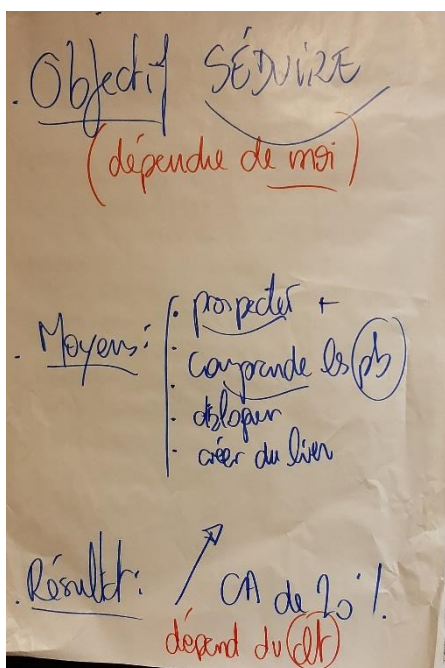 . Objectif SÉDUIRE
(dépendre de moi)
. Moyens :
. prospecter +
. comprendre les pb
. dialoguer
. créer du lien
. Résultat : ↗ CA de 20 %.
dépend du clt